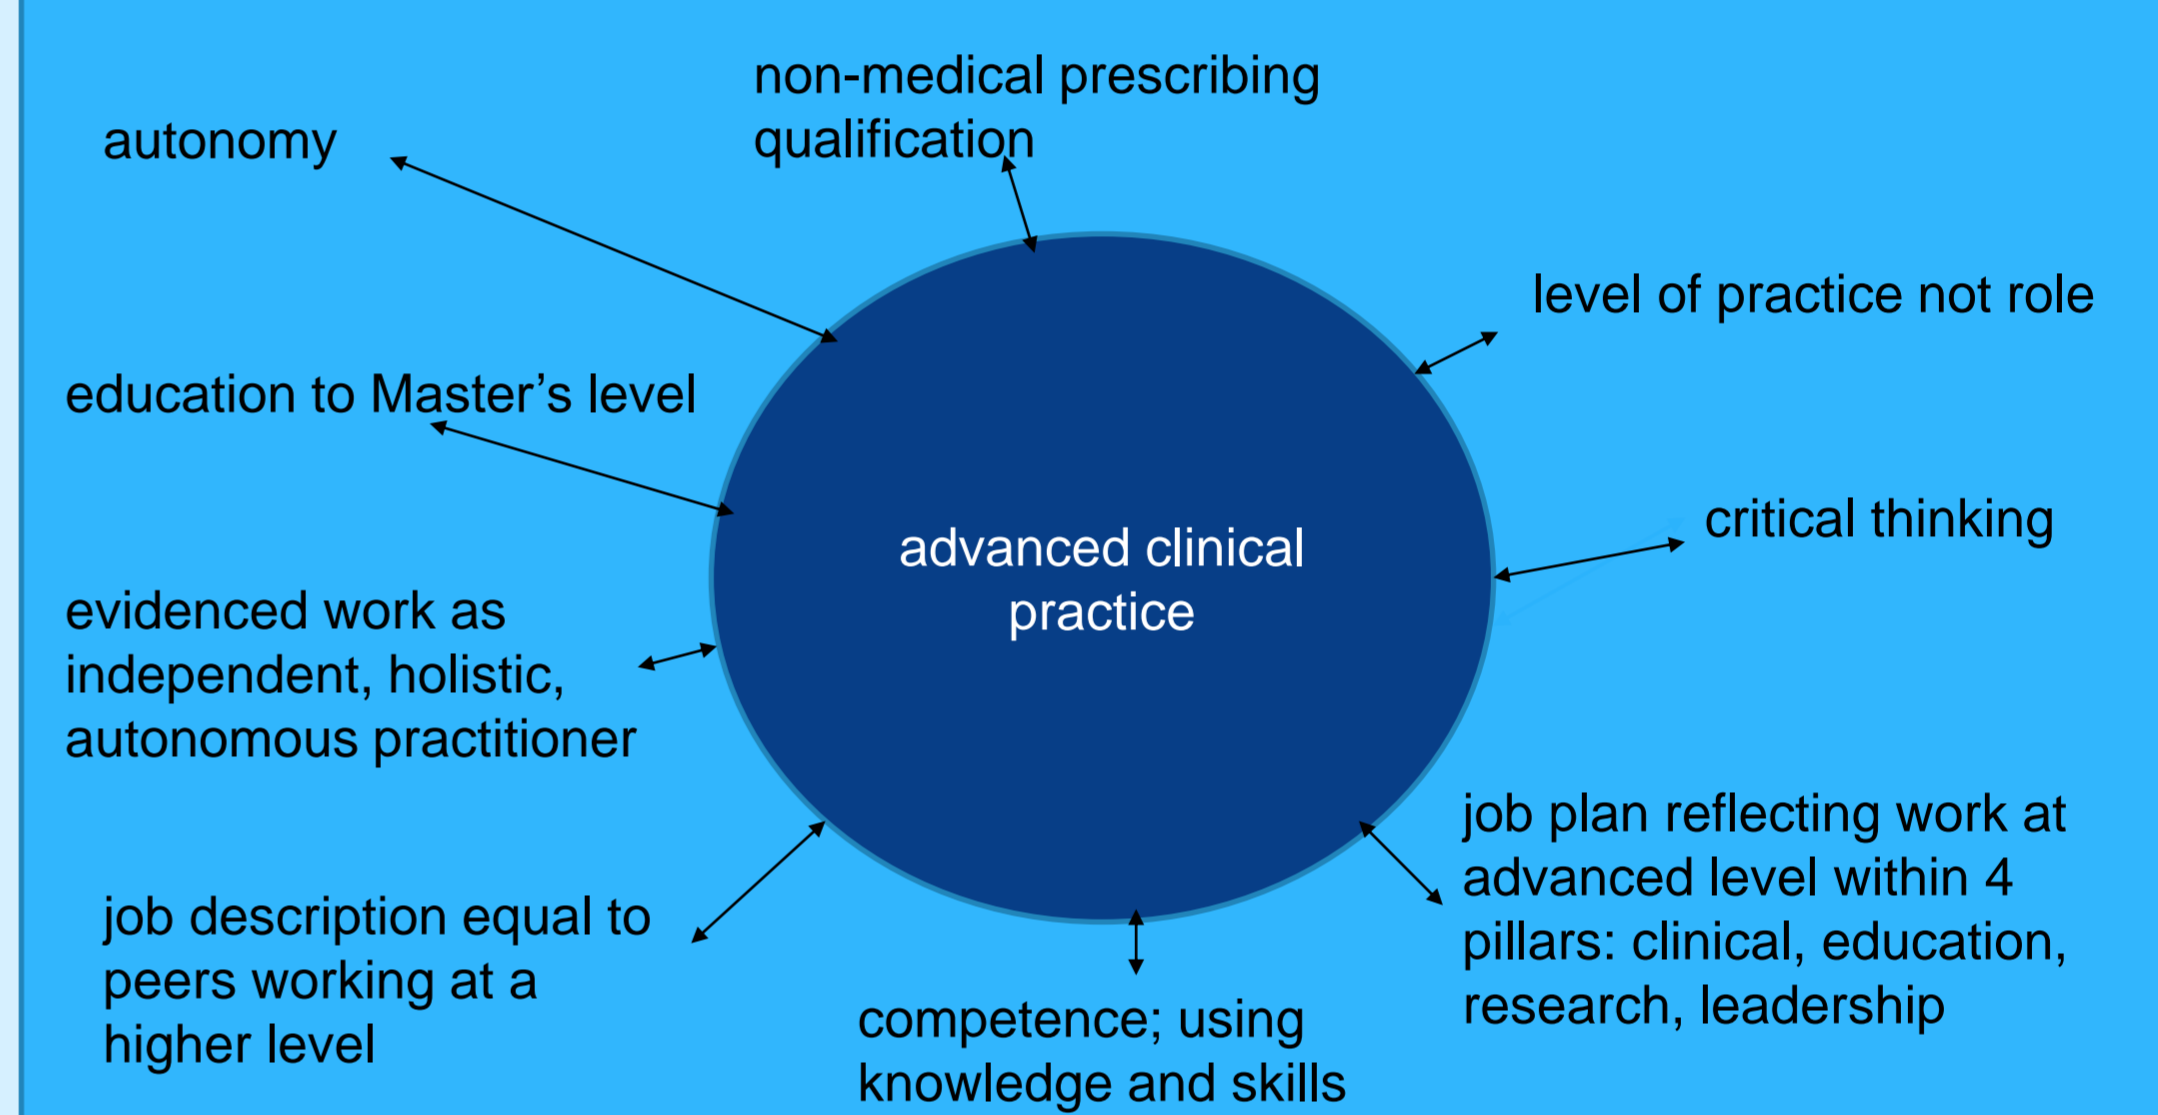 non-medical prescribing
qualification
autonomy
level of practice not role
education to Master’s level
critical thinking
advanced clinical
practice
evidenced work as
independent, holistic,
autonomous practitioner
job plan reflecting work at
advanced level within 4
pillars: clinical, education,
research, leadership
job description equal to
peers working at a
higher level
competence; using
knowledge and skills